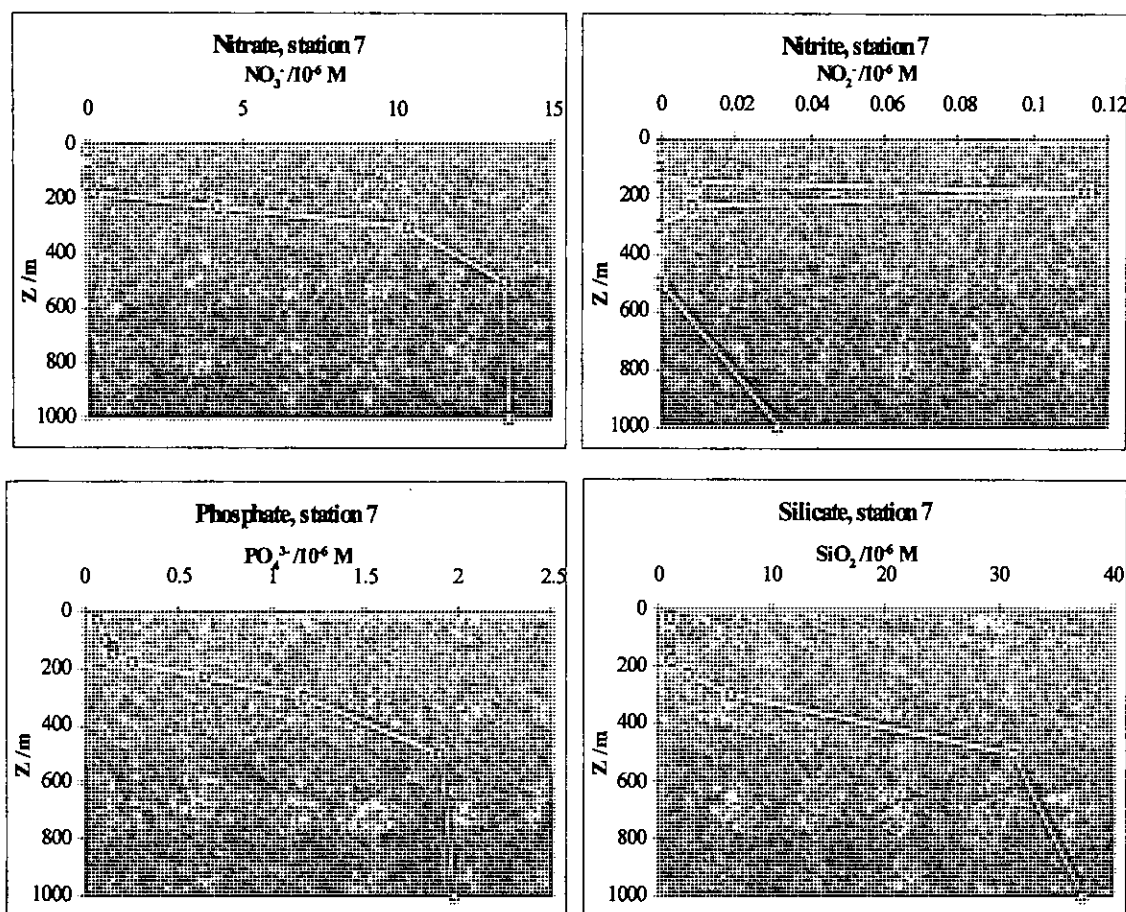 Nitrate, station 7
NO3- /10-6 M
0 5 10 15
0
200
400
600
800
1000
Z /m
Nitrite, station 7
NO2- /10-6 M
0 0.02 0.04 0.06 0.08 0.1 0.12
0
200
400
600
800
1000
Z /m
Phosphate, station 7
PO43- /10-6 M
0 0.5 1 1.5 2 2.5
0
200
400
600
800
1000
Z /m
Silicate, station 7
SiO2 /10-6 M
0 10 20 30 40
0
200
400
600
800
1000
Z /m